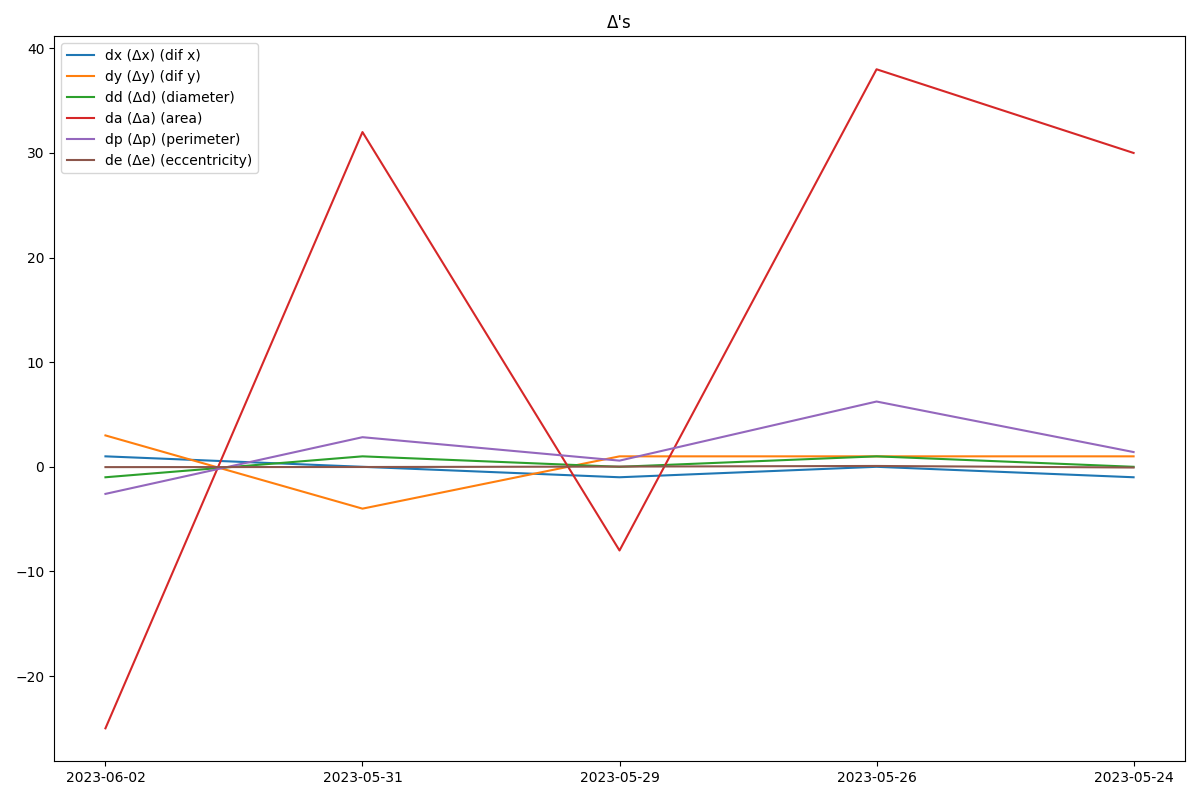 Δ's
dx (Δx) (dif x)
dy (Δy) (dif y)
dd (Δd) (diameter)
da (Δa) (area)
dp (Δp) (perimeter)
de (Δe) (eccentricity)
40
30
20
10
0
−10
−20
2023-06-02 2023-05-31 2023-05-29 2023-05-26 2023-05-24